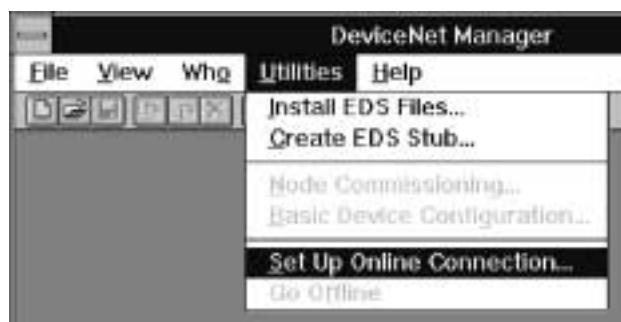 DeviceNet Manager
File View Who Utilities Help
Install EDS Files...
Create EDS Stub...
Node Commissioning...
Basic Device Configuration...
Set Up Online Connection...
Go Offline